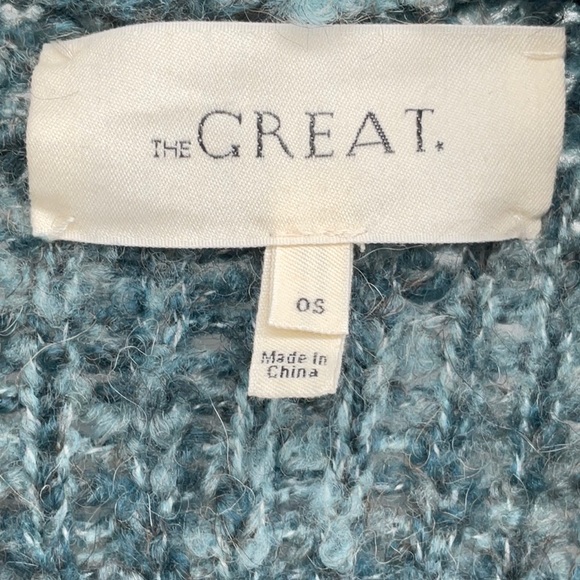 THE GREAT.
OS
Made in
China